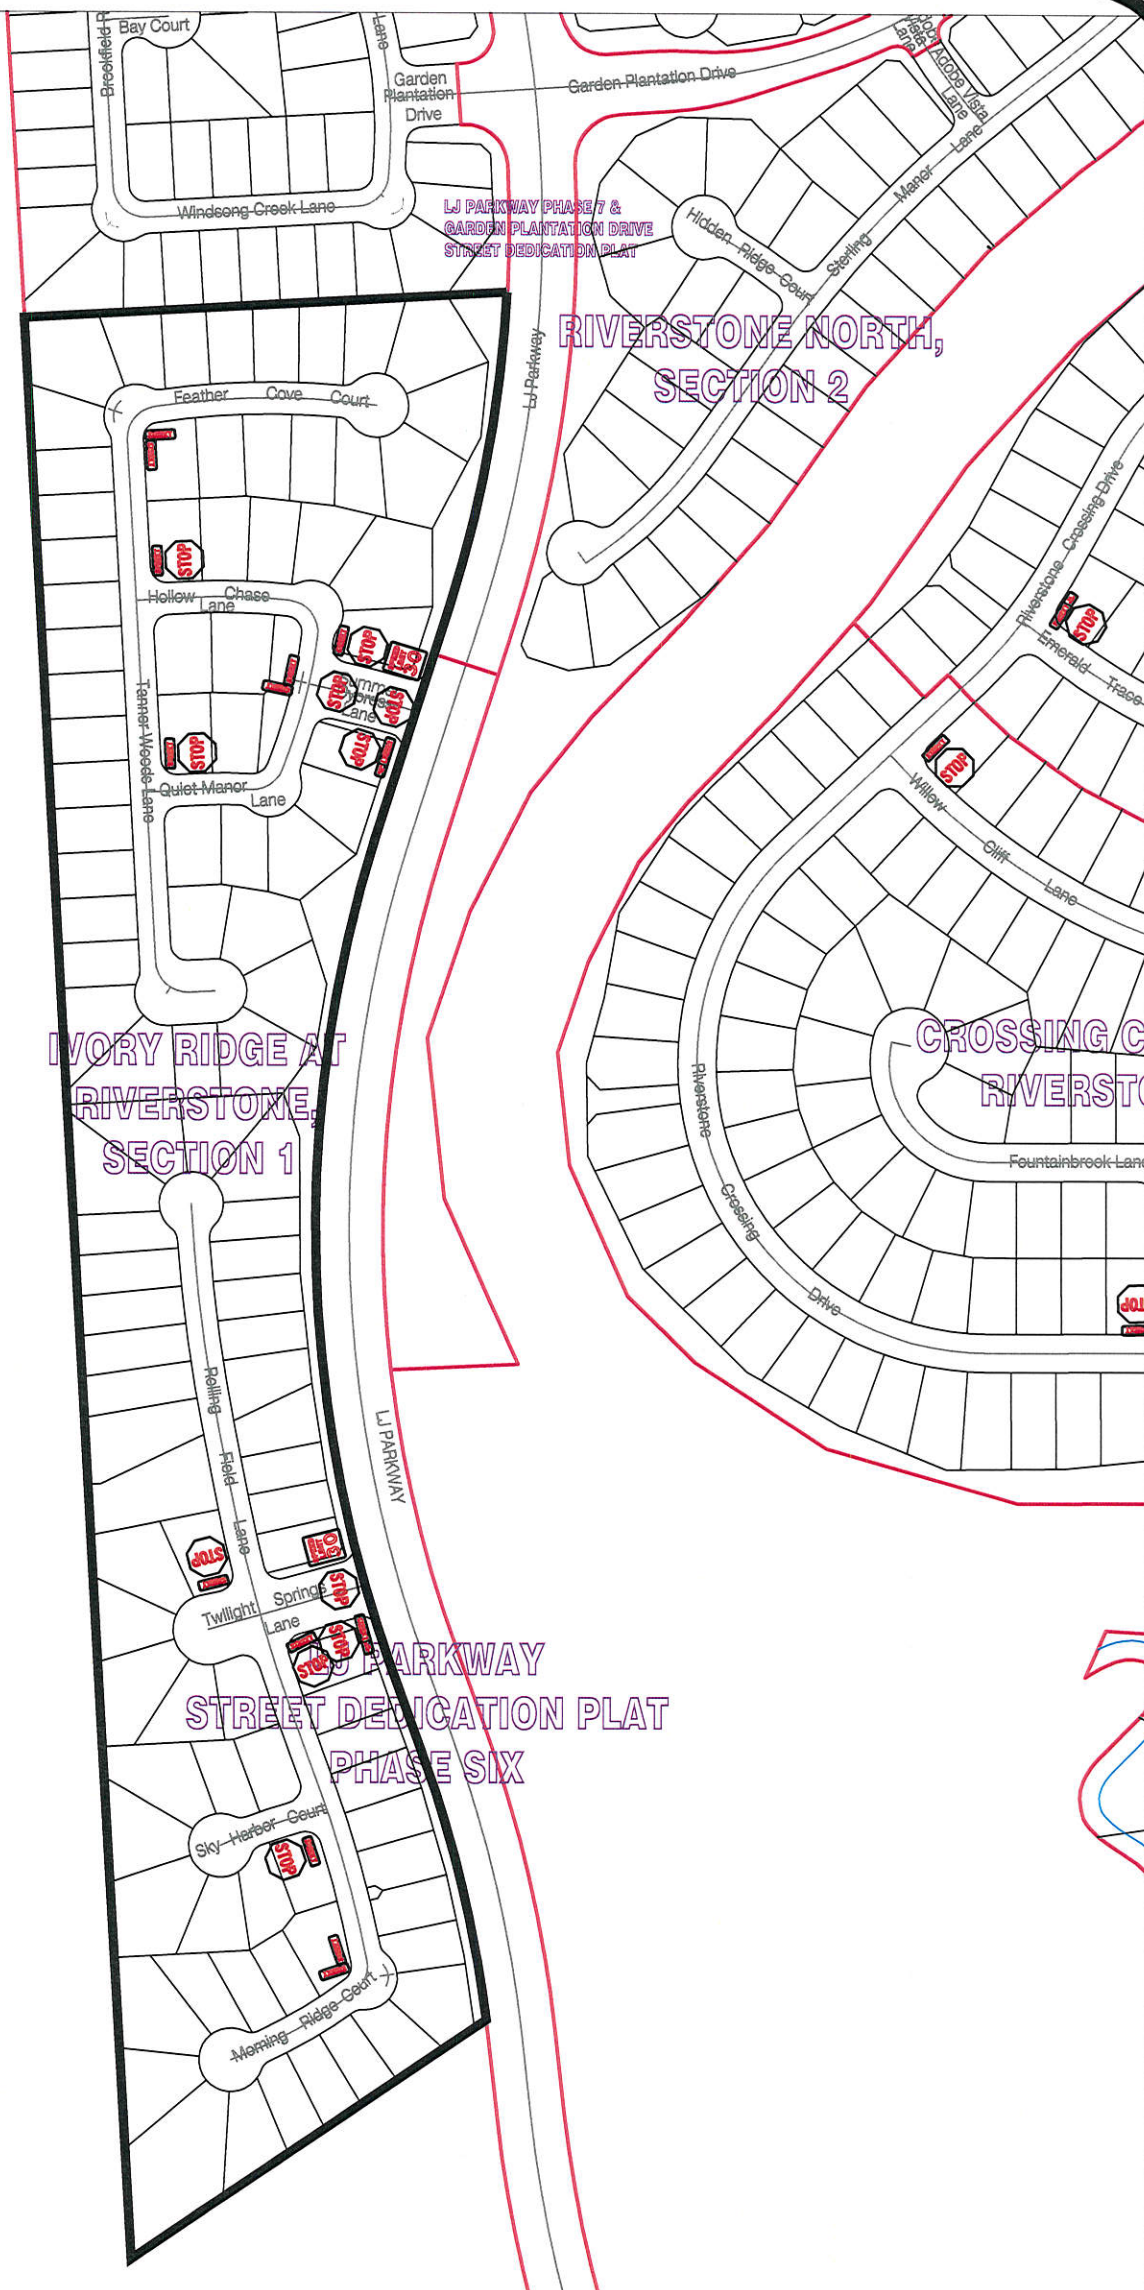 Bay Court
Lane
Garden
Plantation
Drive
Garden Plantation Drive
Adobe Vista
Lane
Windsong Creek Lane
LJ PARKWAY PHASE 7 &
GARDEN PLANTATION DRIVE
STREET DEDICATION PLAT
Hidden Ridge Court
Sterling Manor Lane
RIVERSTONE NORTH,
SECTION 2
LJ Parkway
Feather Cove Court
STOP
Hollow Chase
Lane
STOP
STOP
STOP
Lane
STOP
STOP
Quiet Manor
Lane
Tanner Woods Lane
Riverstone Crossing Drive
STOP
Emerald Trace
STOP
Willow Cliff Lane
IVORY RIDGE AT
RIVERSTONE,
SECTION 1
CROSSING C
RIVERSTO
Riverstone Crossing Drive
Fountainbrook Lane
STOP
Rolling Field Lane
LJ PARKWAY
STOP
30
STOP
Twilight Springs
Lane
STOP
STOP
LJ PARKWAY
STREET DEDICATION PLAT
PHASE SIX
Sky Harbor Court
STOP
Morning Ridge Court